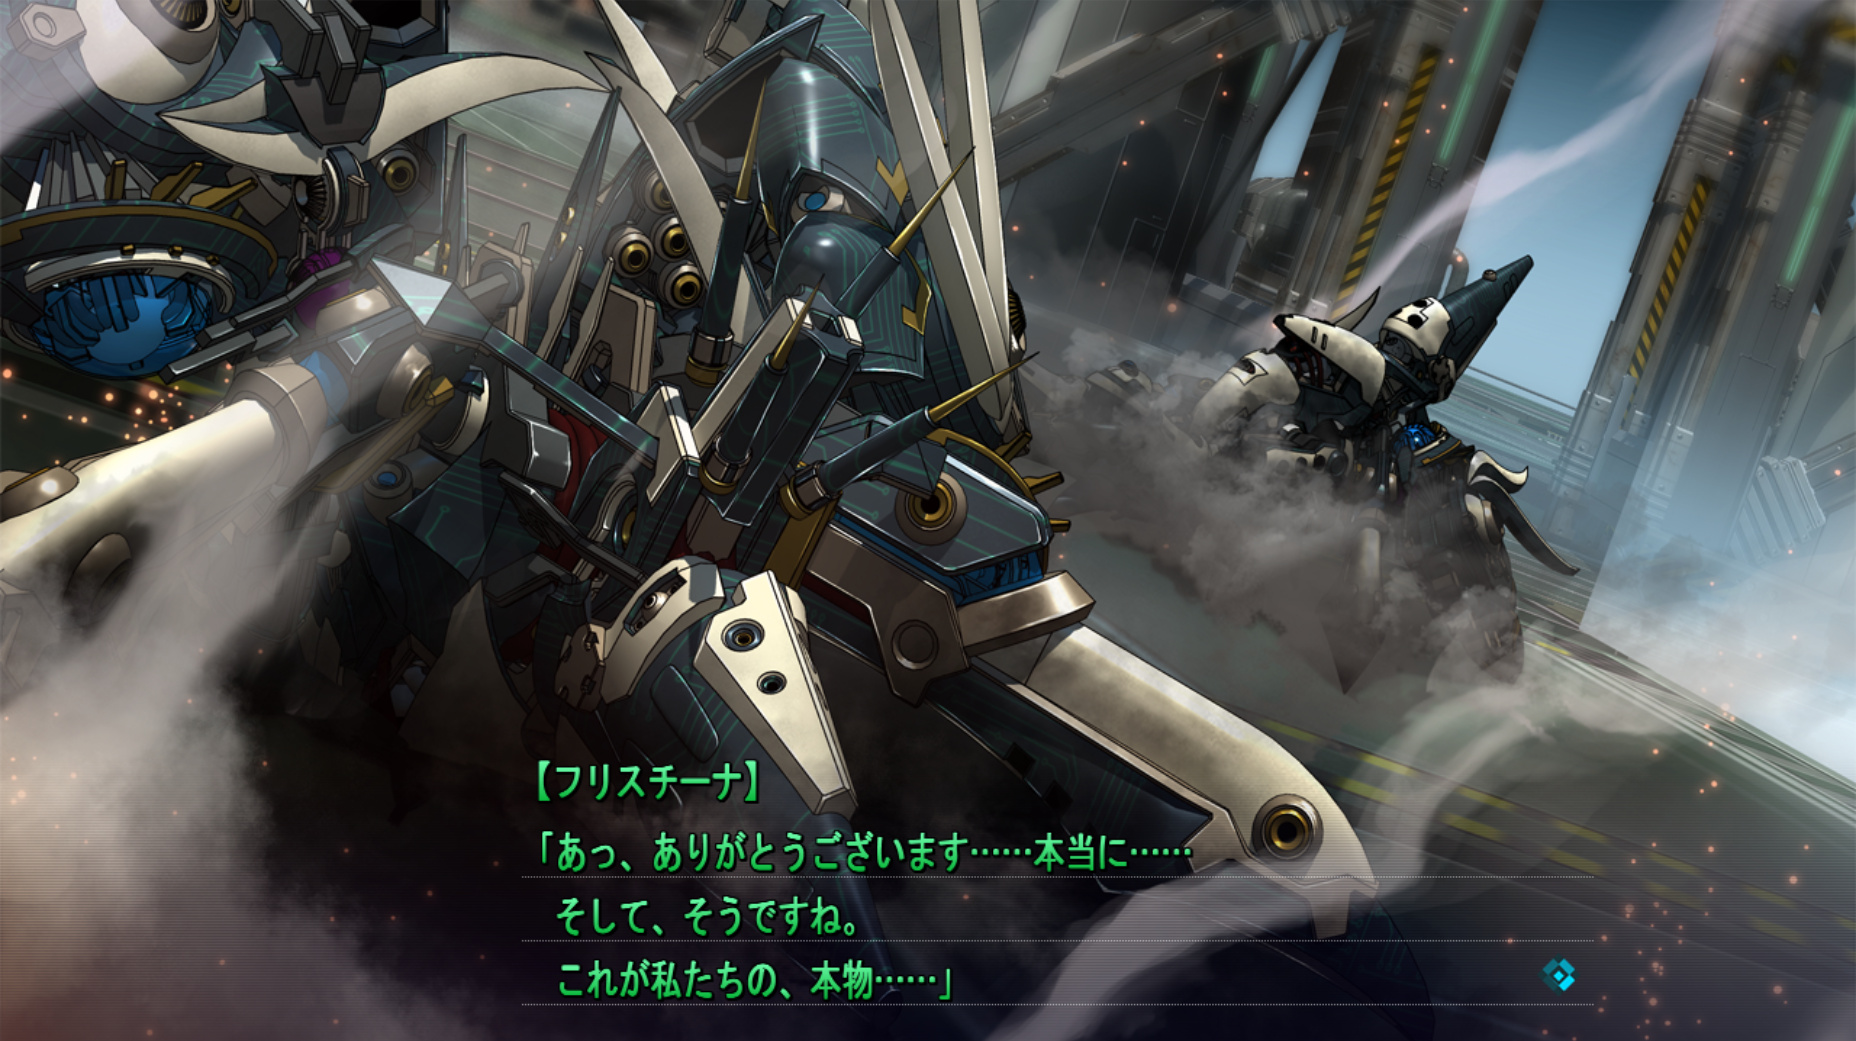 【フリスチーナ】
「あっ、ありがとうございます……本当に……
そして、そうですね。
これが私たちの、本物……」